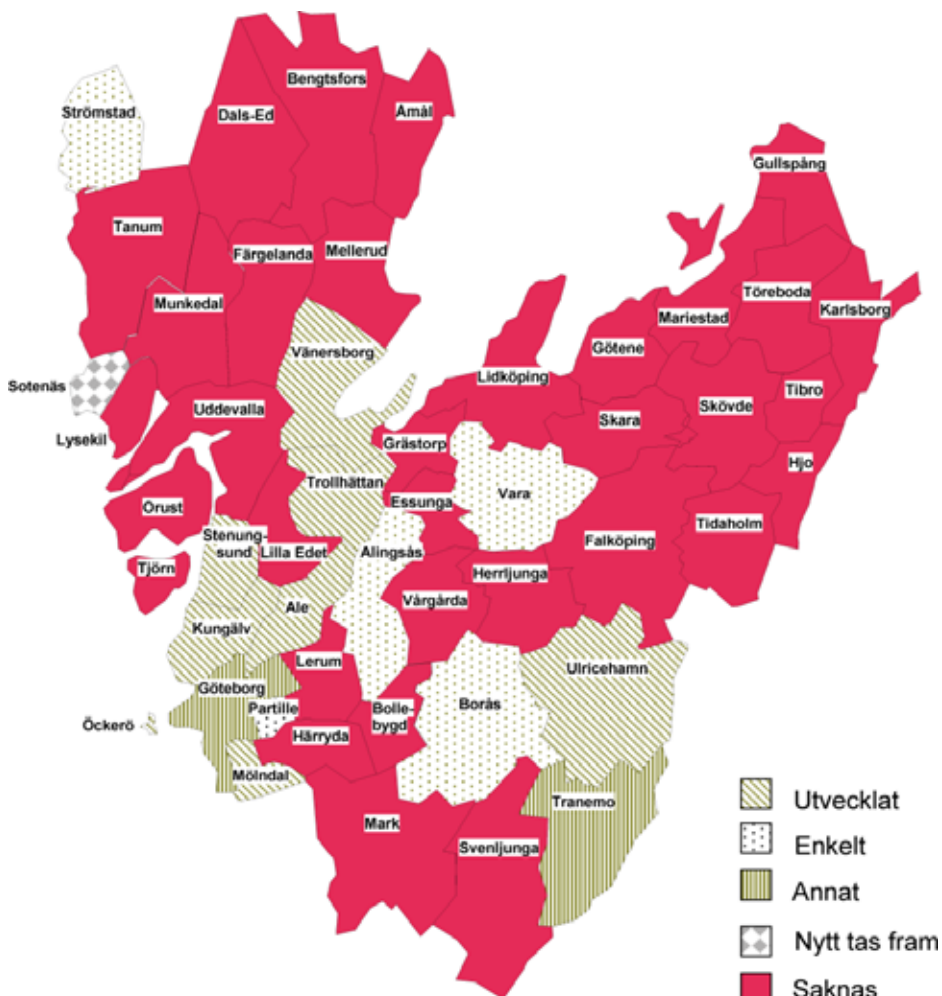 Bengtsfors
Strömstad
Dals-Ed
Åmål
Gullspång
Tanum
Färgelanda
Mellerud
Töreboda
Munkedal
Karlsborg
Mariestad
Götene
Vänersborg
Sotenäs
Lidköping
Tibro
Uddevalla
Skara
Skövde
Lysekil
Grästorp
Hjo
Trollhättan
Vara
Essunga
Orust
Tidaholm
Stenung-
sund
Lilla Edet
Alingsås
Falköping
Tjörn
Herrljunga
Vårgårda
Ale
Kungälv
Lerum
Ulricehamn
Göteborg
Partille
Bolle-
bygd
Borås
Öckerö
Härryda
Mölndal
Tranemo
Mark
Svenljunga
Utvecklat
Enkelt
Annat
Nytt tas fram
Saknas